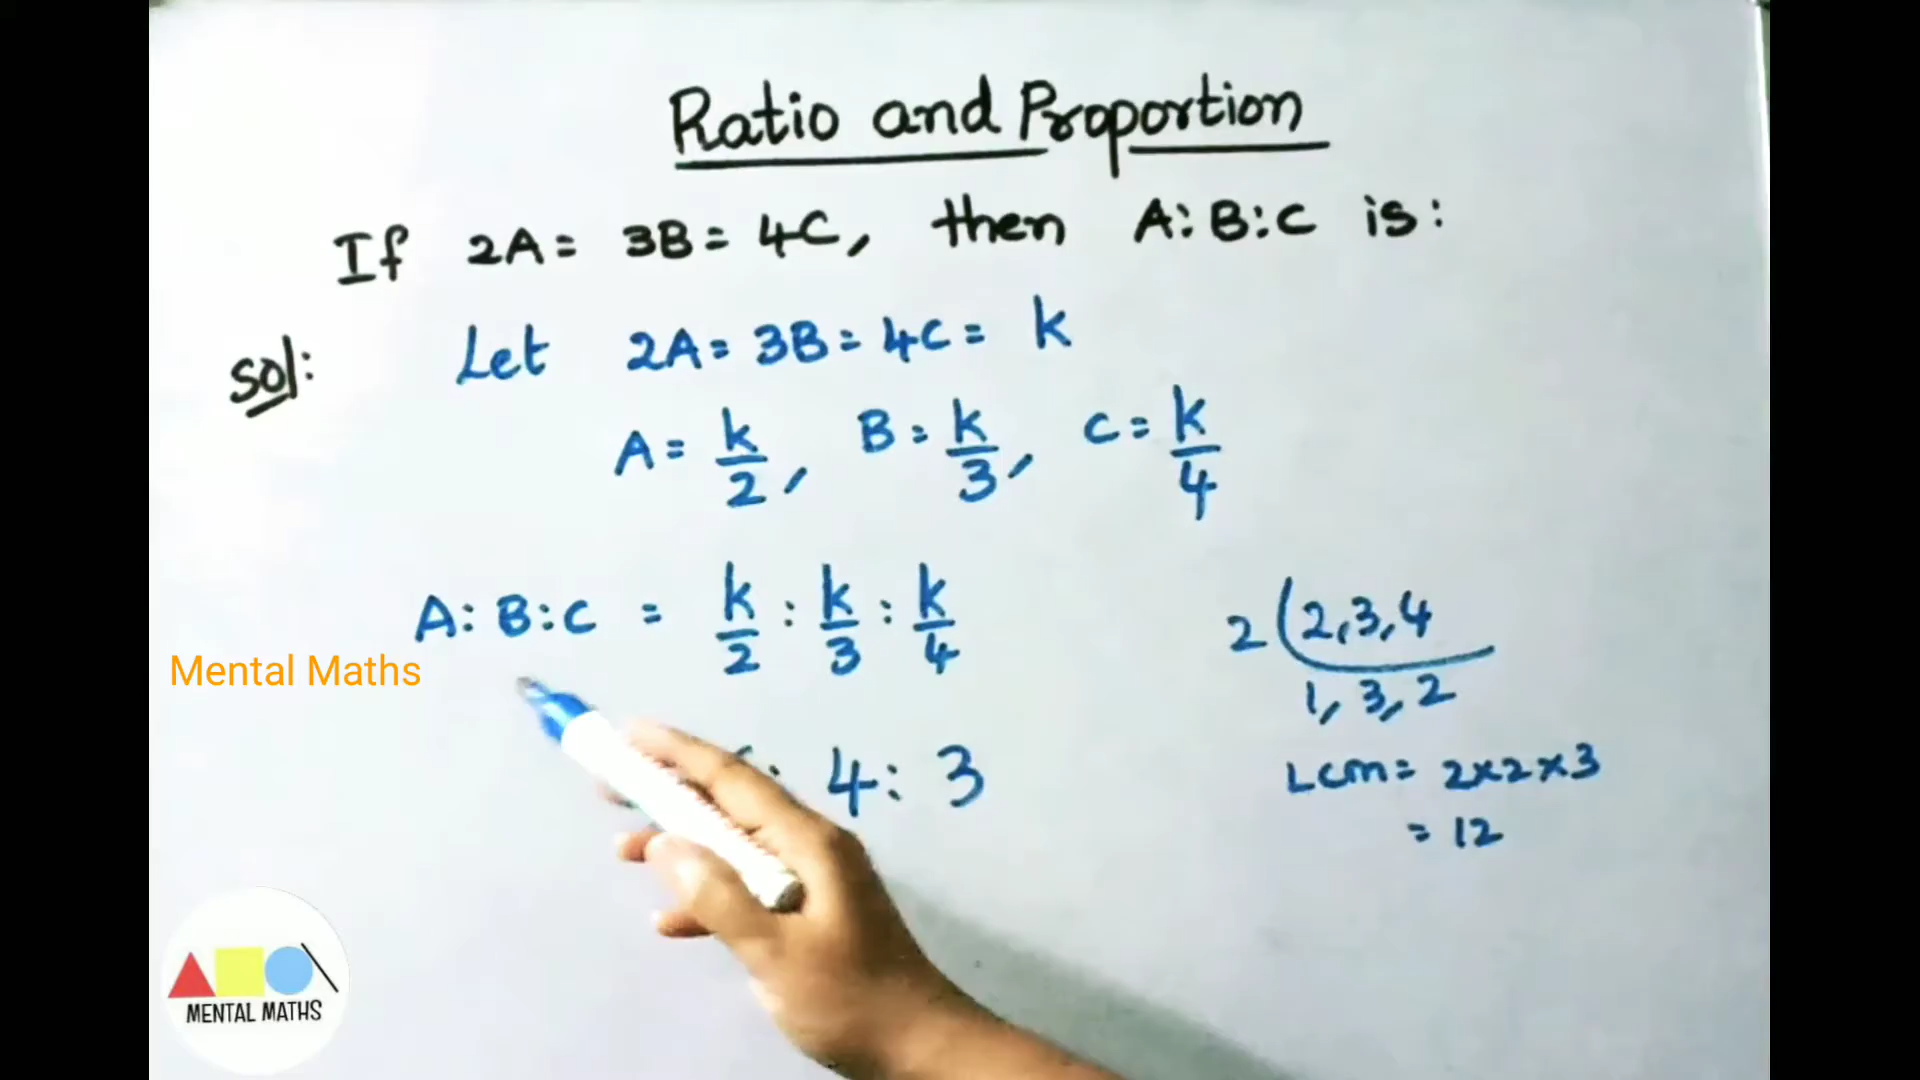 Ratio and Proportion
If 2A = 3B = 4C, then A:B:C is:
Sol: Let 2A = 3B = 4C = k
A = k/2, B = k/3, C = k/4
A:B:C = k/2 : k/3 : k/4
: 4 : 3
2 ( 2, 3, 4
1, 3, 2
LCM = 2×2×3
= 12
Mental Maths
MENTAL MATHS